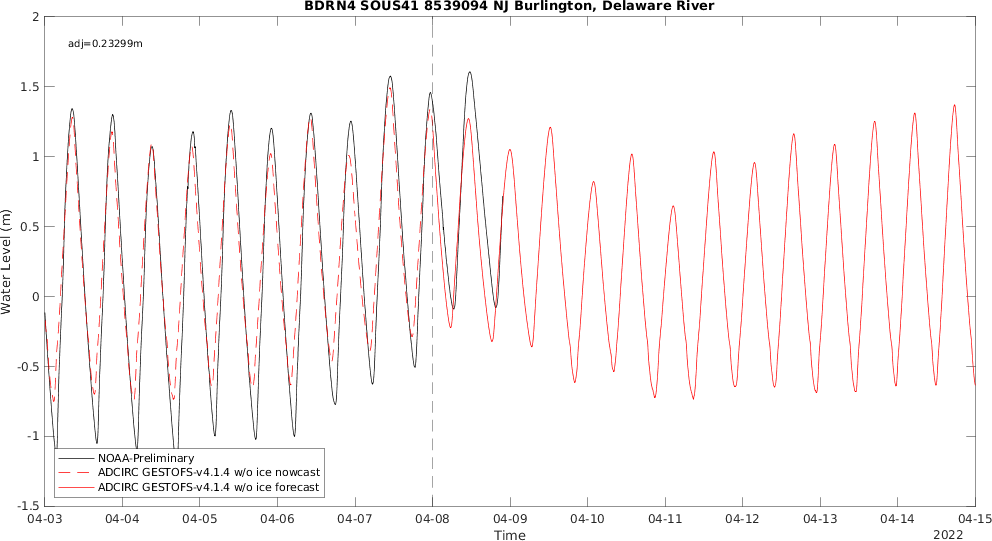 BDRN4 SOUS41 8539094 NJ Burlington, Delaware River
adj=0.23299m
2
1.5
1
0.5
0
-0.5
-1
-1.5
Water Level (m)
NOAA-Preliminary
ADCIRC GESTOFS-v4.1.4 w/o ice nowcast
ADCIRC GESTOFS-v4.1.4 w/o ice forecast
04-03 04-04 04-05 04-06 04-07 04-08 04-09 04-10 04-11 04-12 04-13 04-14 04-15
Time
2022